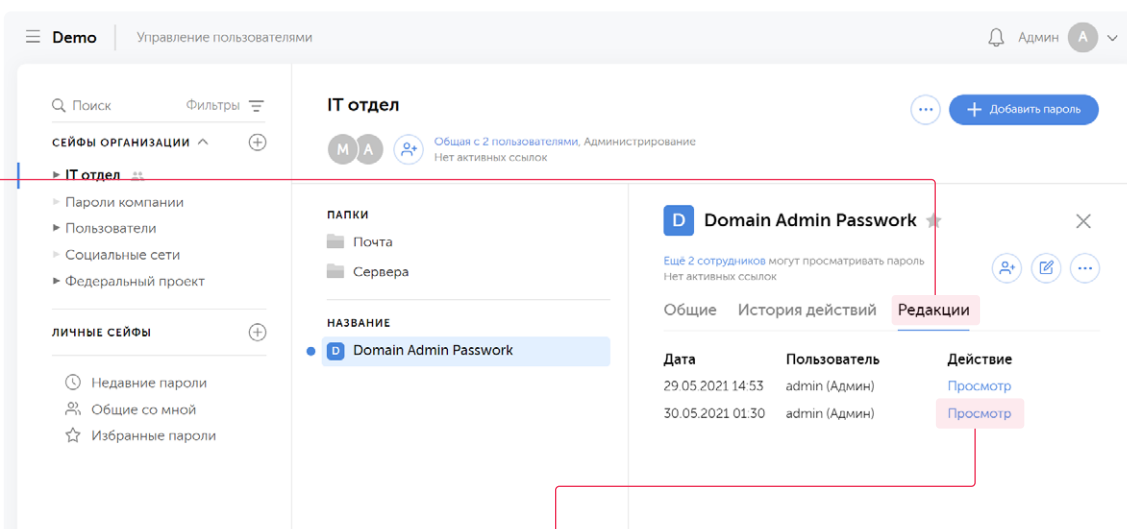 Demo
Управление пользователями
Админ
A
Поиск
Фильтры
СЕЙФЫ ОРГАНИЗАЦИИ
IT отдел
Пароли компании
Пользователи
Социальные сети
Федеральный проект
ЛИЧНЫЕ СЕЙФЫ
Недавние пароли
Общие со мной
Избранные пароли
IT отдел
Добавить пароль
M A
Общая с 2 пользователями, Администрирование
Нет активных ссылок
ПАПКИ
Почта
Сервера
НАЗВАНИЕ
D Domain Admin Passwork
D Domain Admin Passwork
Ещё 2 сотрудников могут просматривать пароль
Нет активных ссылок
Общие История действий Редакции
Дата Пользователь Действие
29.05.2021 14:53 admin (Админ) Просмотр
30.05.2021 01.30 admin (Админ) Просмотр